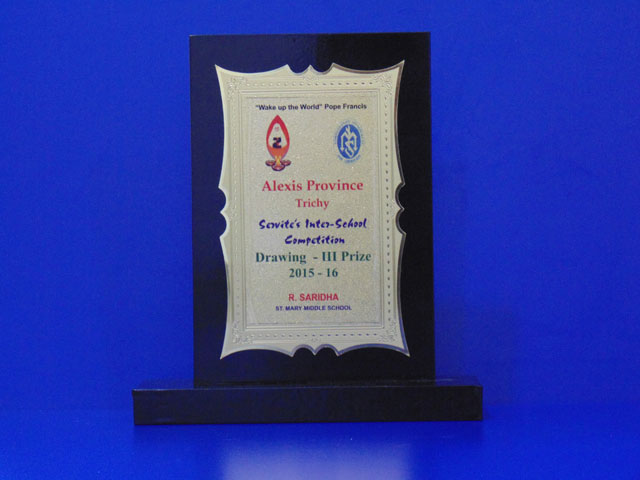 "Wake up the World" Pope Francis
Alexis Province
Trichy
Servite's Inter-School
Competition
Drawing - III Prize
2015 - 16
R. SARIDHA
ST. MARY MIDDLE SCHOOL